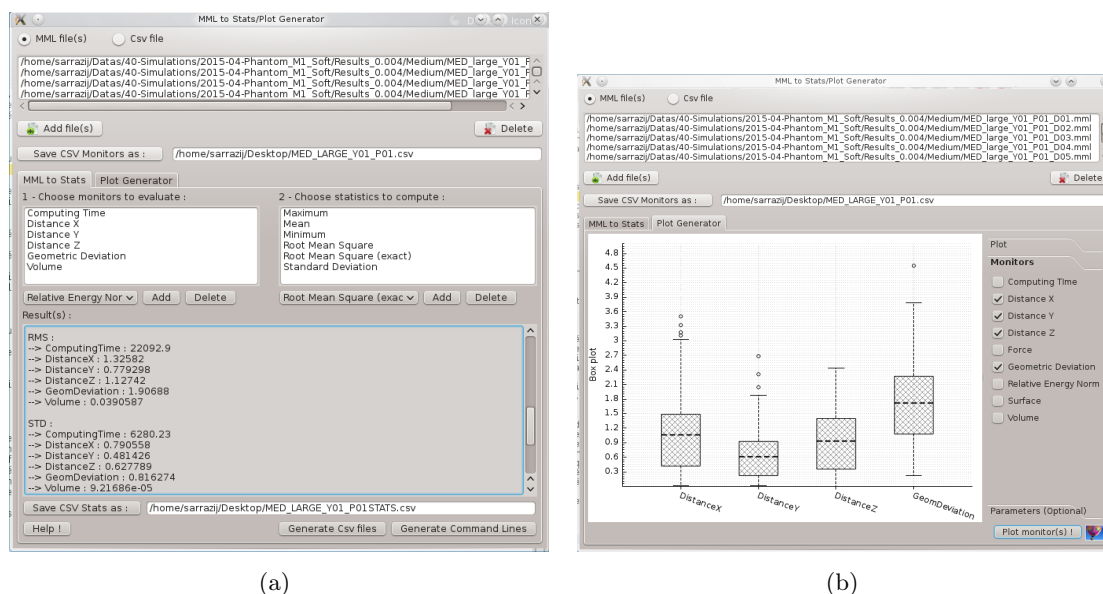 MML to Stats/Plot Generator
MML file(s) Csv file
/home/sarrazij/Datas/40-Simulations/2015-04-Phantom_M1_Soft/Results_0.004/Medium/MED_large_Y01_F
/home/sarrazij/Datas/40-Simulations/2015-04-Phantom_M1_Soft/Results_0.004/Medium/MED_large_Y01_F
/home/sarrazij/Datas/40-Simulations/2015-04-Phantom_M1_Soft/Results_0.004/Medium/MED_large_Y01_F
/home/sarrazij/Datas/40-Simulations/2015-04-Phantom_M1_Soft/Results_0.004/Medium/MED_large_Y01_F
Add file(s) Delete
Save CSV Monitors as : /home/sarrazij/Desktop/MED_LARGE_Y01_P01.csv
MML to Stats Plot Generator
1 - Choose monitors to evaluate : 2 - Choose statistics to compute :
Computing Time Maximum
Distance X Mean
Distance Y Minimum
Distance Z Root Mean Square
Geometric Deviation Root Mean Square (exact)
Volume Standard Deviation
Relative Energy Nor Add Delete Root Mean Square (exac Add Delete
Result(s) :
RMS :
--> ComputingTime : 22092.9
--> DistanceX : 1.32582
--> DistanceY : 0.779298
--> DistanceZ : 1.12742
--> GeomDeviation : 1.90688
--> Volume : 0.0390587
STD :
--> ComputingTime : 6280.23
--> DistanceX : 0.790558
--> DistanceY : 0.481426
--> DistanceZ : 0.627789
--> GeomDeviation : 0.816274
--> Volume : 9.21686e-05
Save CSV Stats as : /home/sarrazij/Desktop/MED_LARGE_Y01_P01STATS.csv
Help ! Generate Csv files Generate Command Lines
(a)
MML to Stats/Plot Generator
MML file(s) Csv file
/home/sarrazij/Datas/40-Simulations/2015-04-Phantom_M1_Soft/Results_0.004/Medium/MED_large_Y01_P01_D01.mml
/home/sarrazij/Datas/40-Simulations/2015-04-Phantom_M1_Soft/Results_0.004/Medium/MED_large_Y01_P01_D02.mml
/home/sarrazij/Datas/40-Simulations/2015-04-Phantom_M1_Soft/Results_0.004/Medium/MED_large_Y01_P01_D03.mml
/home/sarrazij/Datas/40-Simulations/2015-04-Phantom_M1_Soft/Results_0.004/Medium/MED_large_Y01_P01_D04.mml
/home/sarrazij/Datas/40-Simulations/2015-04-Phantom_M1_Soft/Results_0.004/Medium/MED_large_Y01_P01_D05.mml
Add file(s) Delete
Save CSV Monitors as : /home/sarrazij/Desktop/MED_LARGE_Y01_P01.csv
MML to Stats Plot Generator
4.8
4.5
4.2
3.9
3.6
3.3
3
2.7
2.4
2.1
1.8
1.5
1.2
0.9
0.6
0.3
Box plot
DistanceX DistanceY DistanceZ GeomDeviation
Plot
Monitors
Computing Time
Distance X
Distance Y
Distance Z
Force
Geometric Deviation
Relative Energy Norm
Surface
Volume
Parameters (Optional)
Plot monitor(s) !
(b)